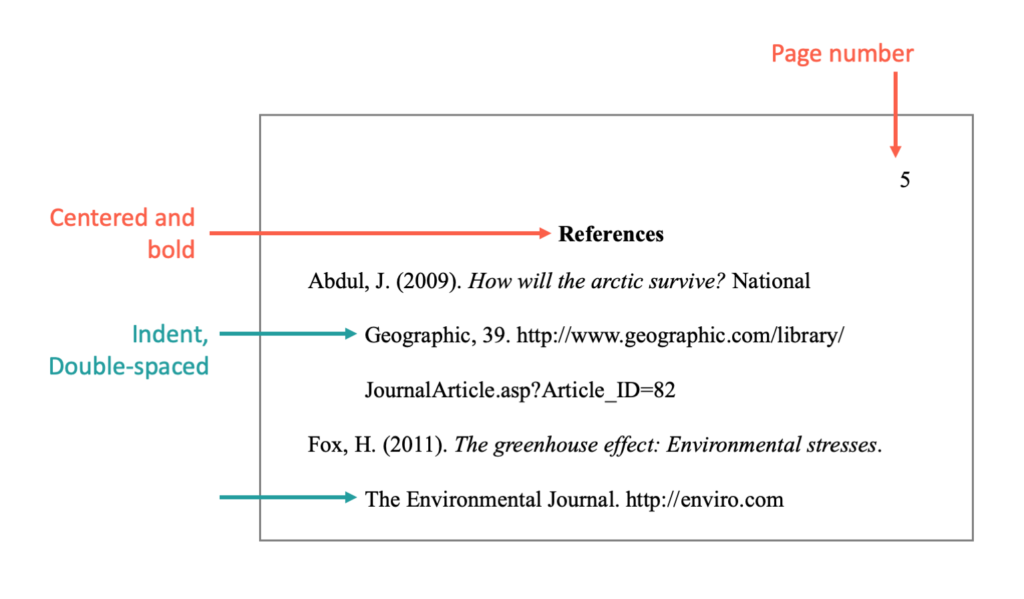 Page number
5
Centered and
bold
References
Abdul, J. (2009). How will the arctic survive? National
Indent,
Double-spaced
Geographic, 39. http://www.geographic.com/library/
JournalArticle.asp?Article_ID=82
Fox, H. (2011). The greenhouse effect: Environmental stresses.
The Environmental Journal. http://enviro.com